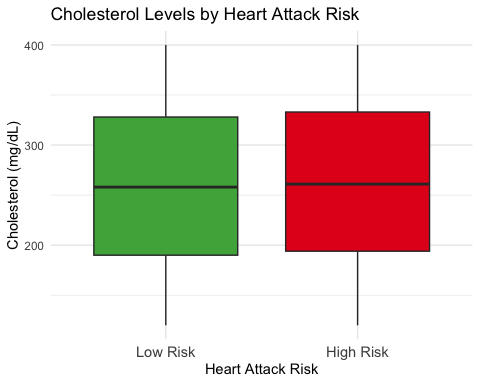 Cholesterol Levels by Heart Attack Risk
Cholesterol (mg/dL)
400
300
200
Low Risk
High Risk
Heart Attack Risk